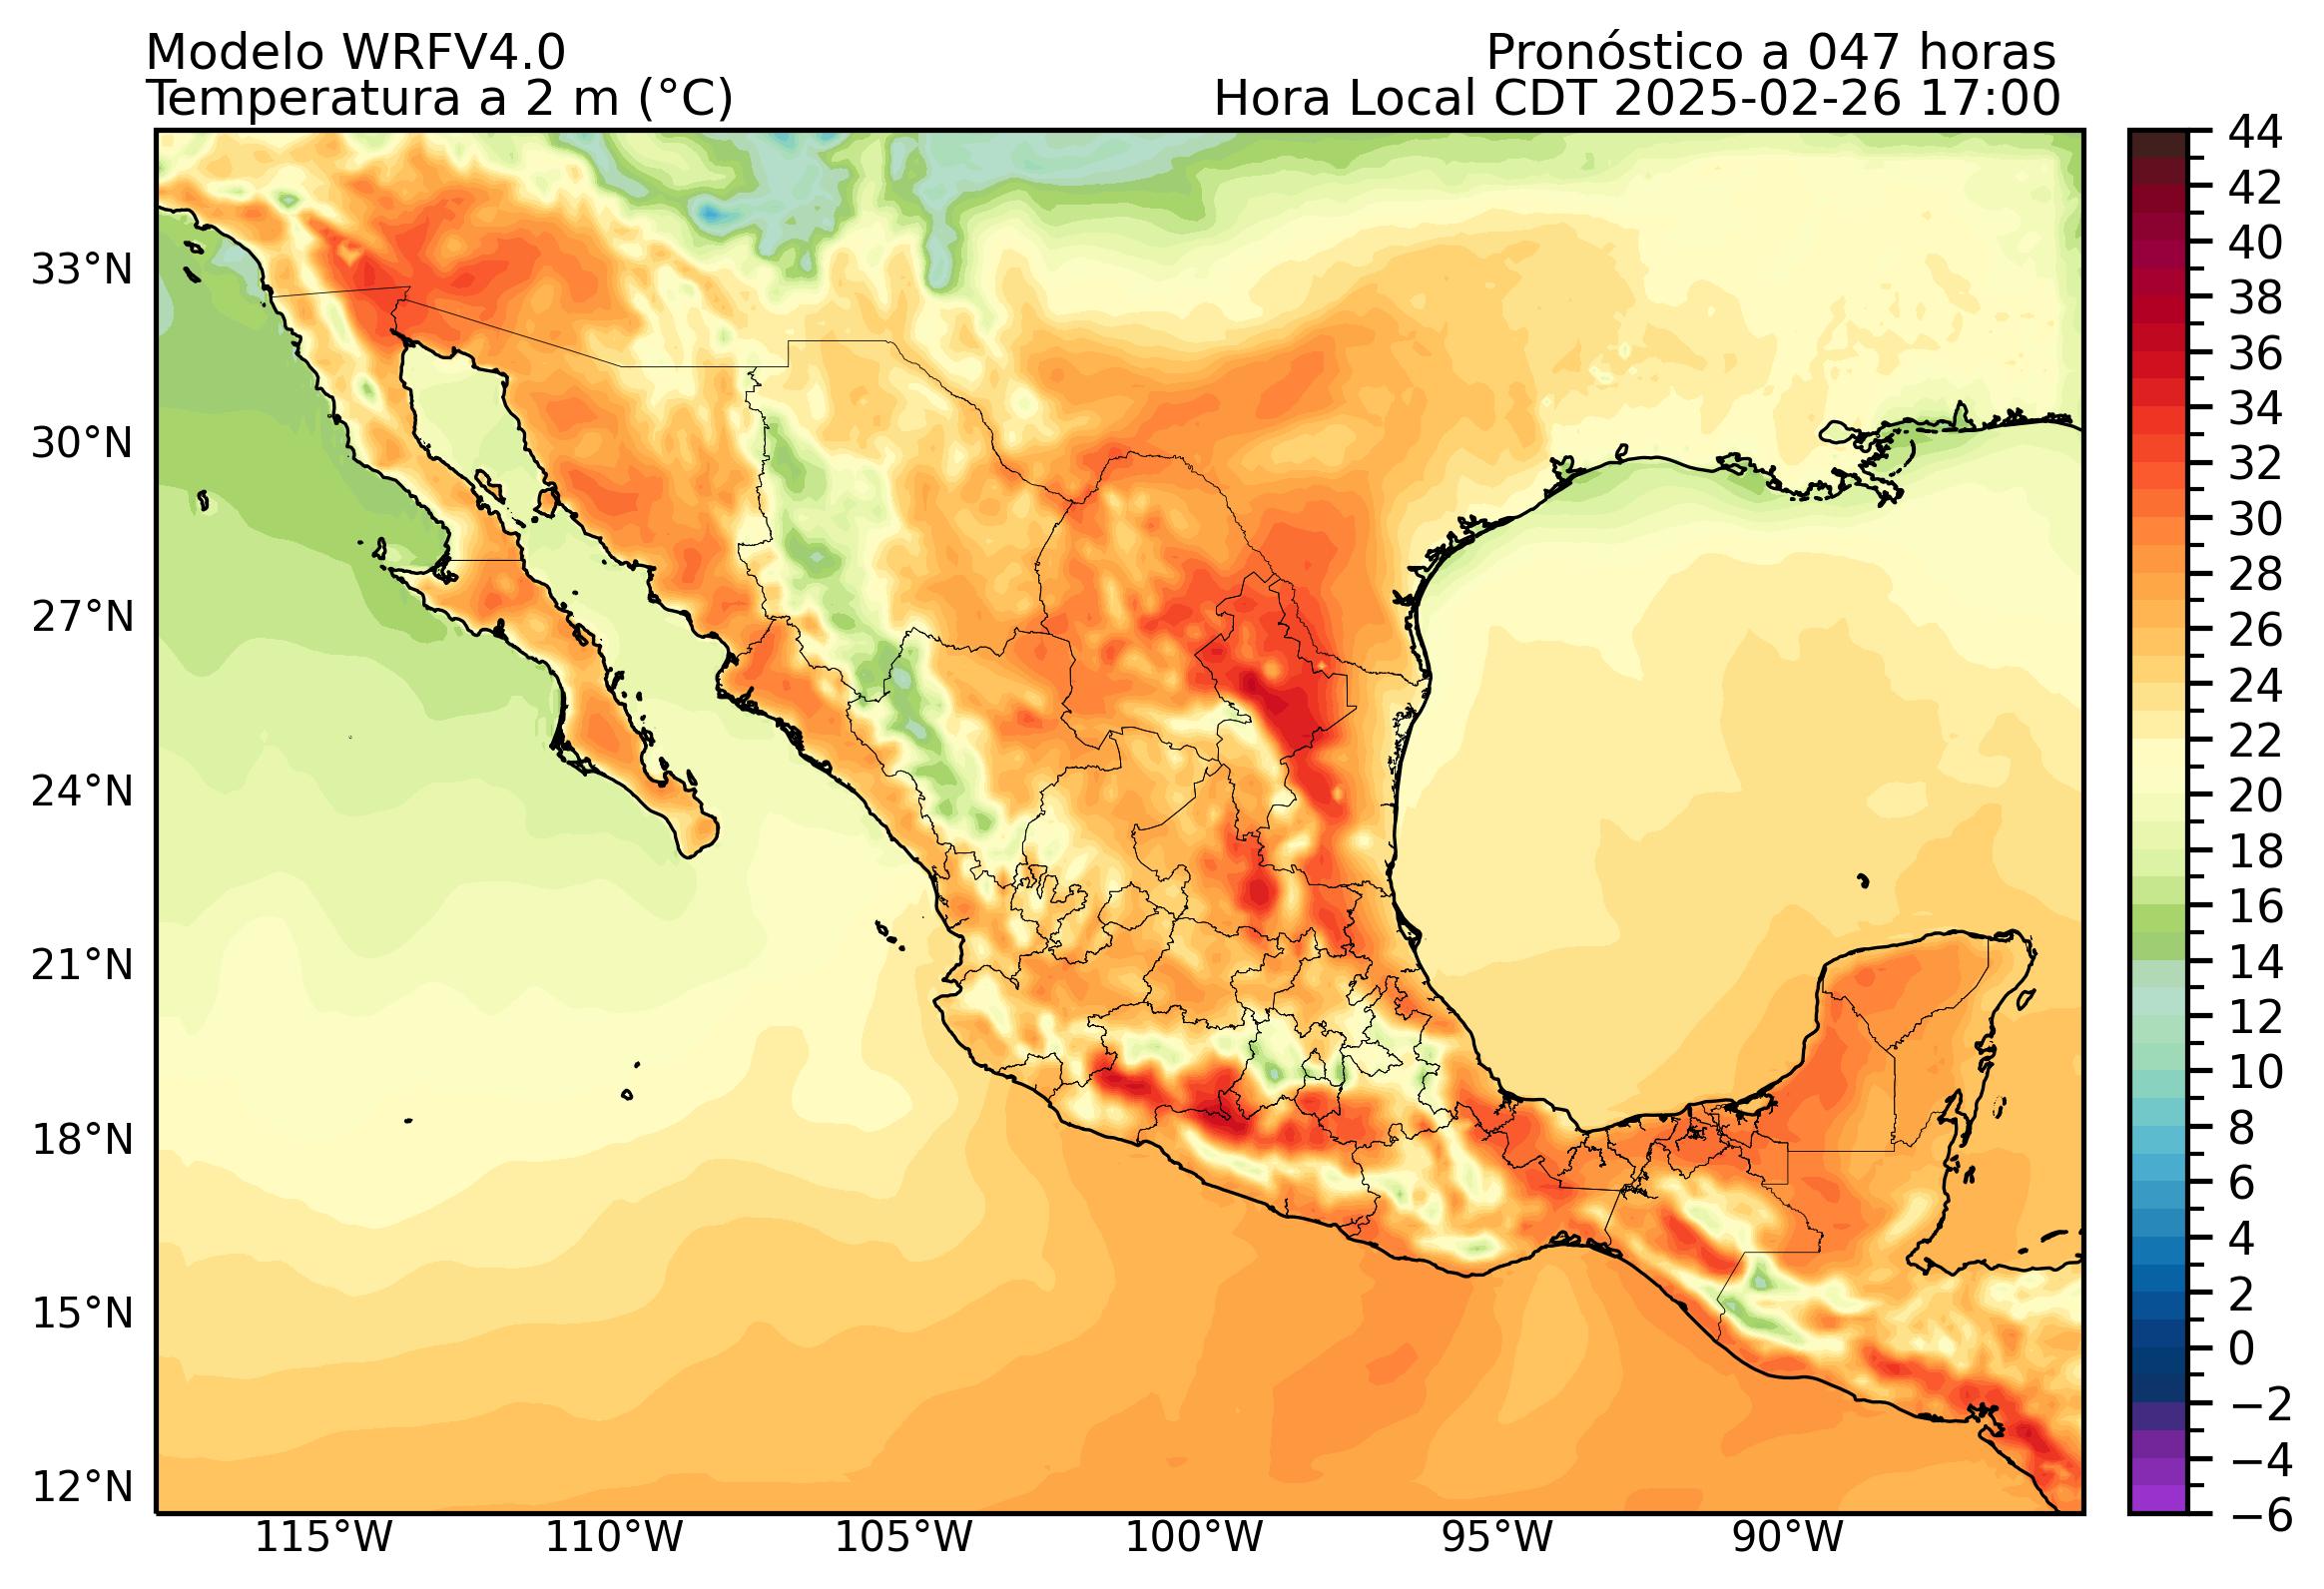 Modelo WRFV4.0
Pronóstico a 047 horas
Temperatura a 2 m (°C)
Hora Local CDT 2025-02-26 17:00
33°N
30°N
27°N
24°N
21°N
18°N
15°N
12°N
115°W
110°W
105°W
100°W
95°W
90°W
44
42
40
38
36
34
32
30
28
26
24
22
20
18
16
14
12
10
8
6
4
2
0
−2
−4
−6